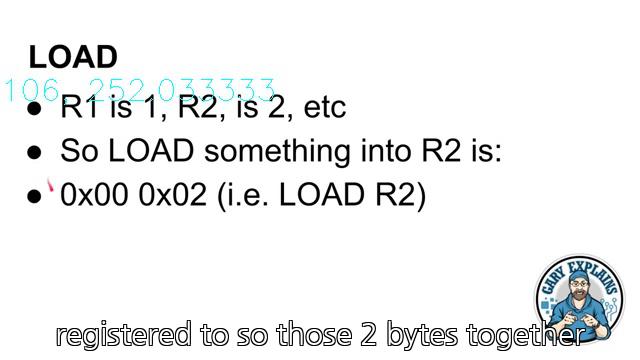 LOAD
106, 252.033333
● R1 is 1, R2, is 2, etc
● So LOAD something into R2 is:
● 0x00 0x02 (i.e. LOAD R2)
GARY EXPLAINS
registered to so those 2 bytes together